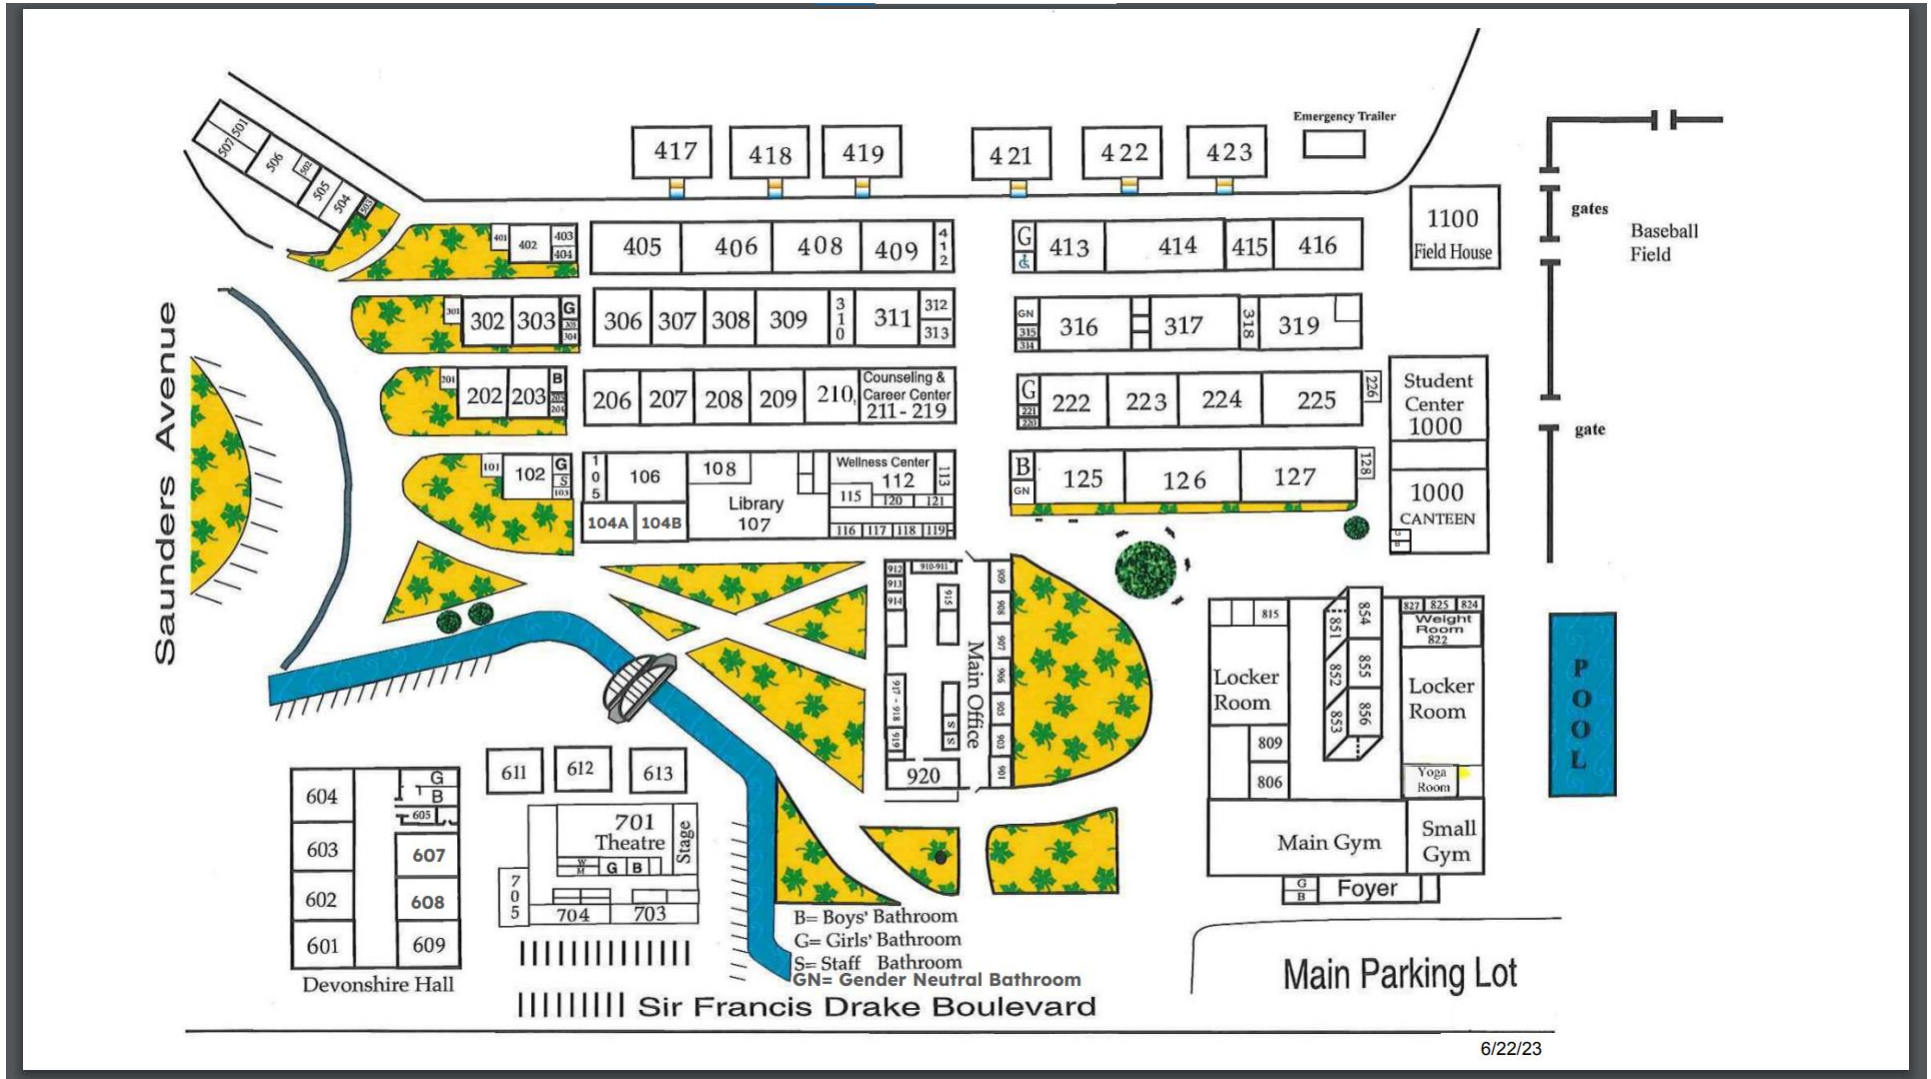 Emergency Trailer
417
418
419
421
422
423
501
507
506
502
505
504
503
1100
Field House
gates
Baseball
Field
401
402
403
404
405
406
408
409
412
G
413
414
415
416
301
302
303
G
304
306
307
308
309
310
311
312
313
GN
315
314
316
317
318
319
201
202
203
B
204
206
207
208
209
210,
Counseling &
Career Center
211 - 219
G
221
220
222
223
224
225
226
Student
Center
1000
gate
101
102
G
S
103
105
106
104A
104B
108
Library
107
Wellness Center
112
113
115
120
121
116
117
118
119
B
GN
125
126
127
128
1000
CANTEEN
G
B
Saunders Avenue
912
913
914
910-911
915
917 - 918
919
920
S
S
Main Office
909
908
907
906
905
903
901
815
Locker
Room
809
806
851
852
853
854
855
856
827
825
824
Weight
Room
822
Locker
Room
Yoga
Room
Main Gym
Small
Gym
G
B
Foyer
POOL
604
603
602
601
G
B
605
607
608
609
Devonshire Hall
611
612
613
701
Theatre
Stage
W
M
G
B
705
704
703
B= Boys' Bathroom
G= Girls' Bathroom
S= Staff Bathroom
GN= Gender Neutral Bathroom
Main Parking Lot
Sir Francis Drake Boulevard
6/22/23